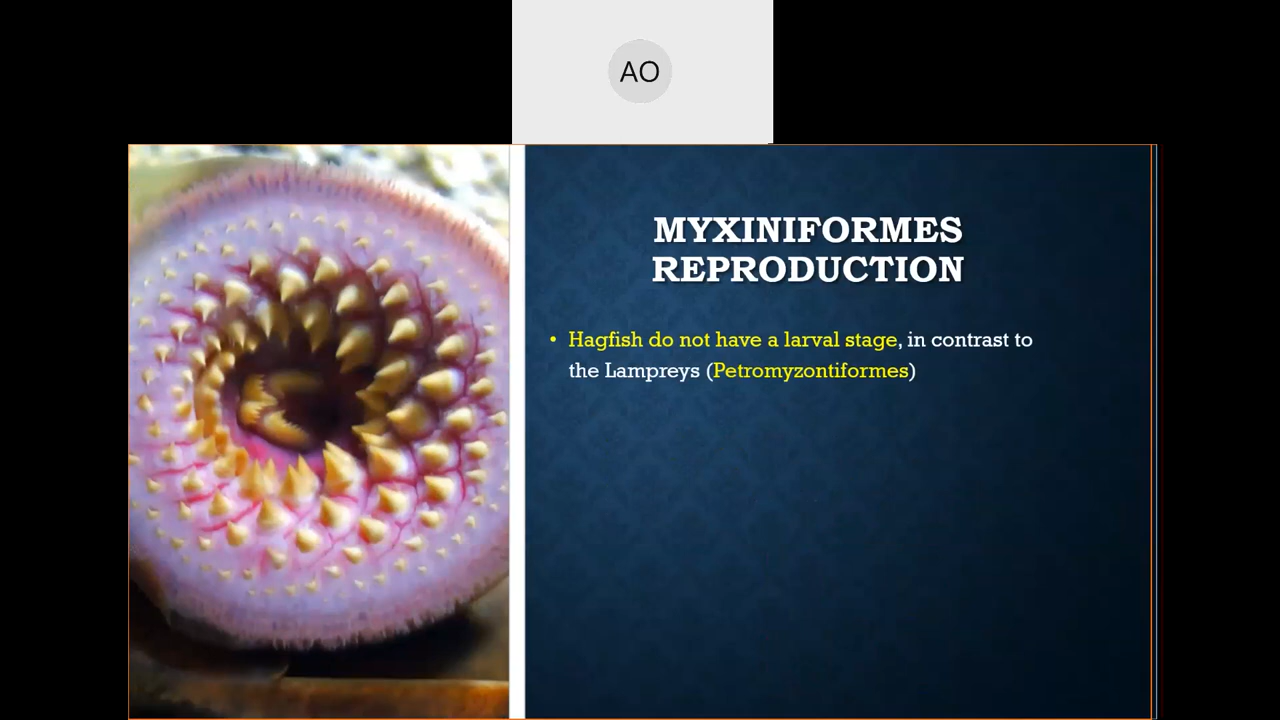 AO
MYXINIFORMES
REPRODUCTION
• Hagfish do not have a larval stage, in contrast to
the Lampreys (Petromyzontiformes)